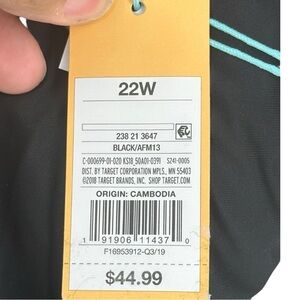 22W
238 21 3647
BLACK/AFM13
C-000699-01-020 KS18_50A01-0391 S241-0005
DIST. BY TARGET CORPORATION MPLS., MN 55403
©2018 TARGET BRANDS, INC. SHOP TARGET.COM
ORIGIN: CAMBODIA
1 91906 11437 0
F16953912-Q3/19
$44.99